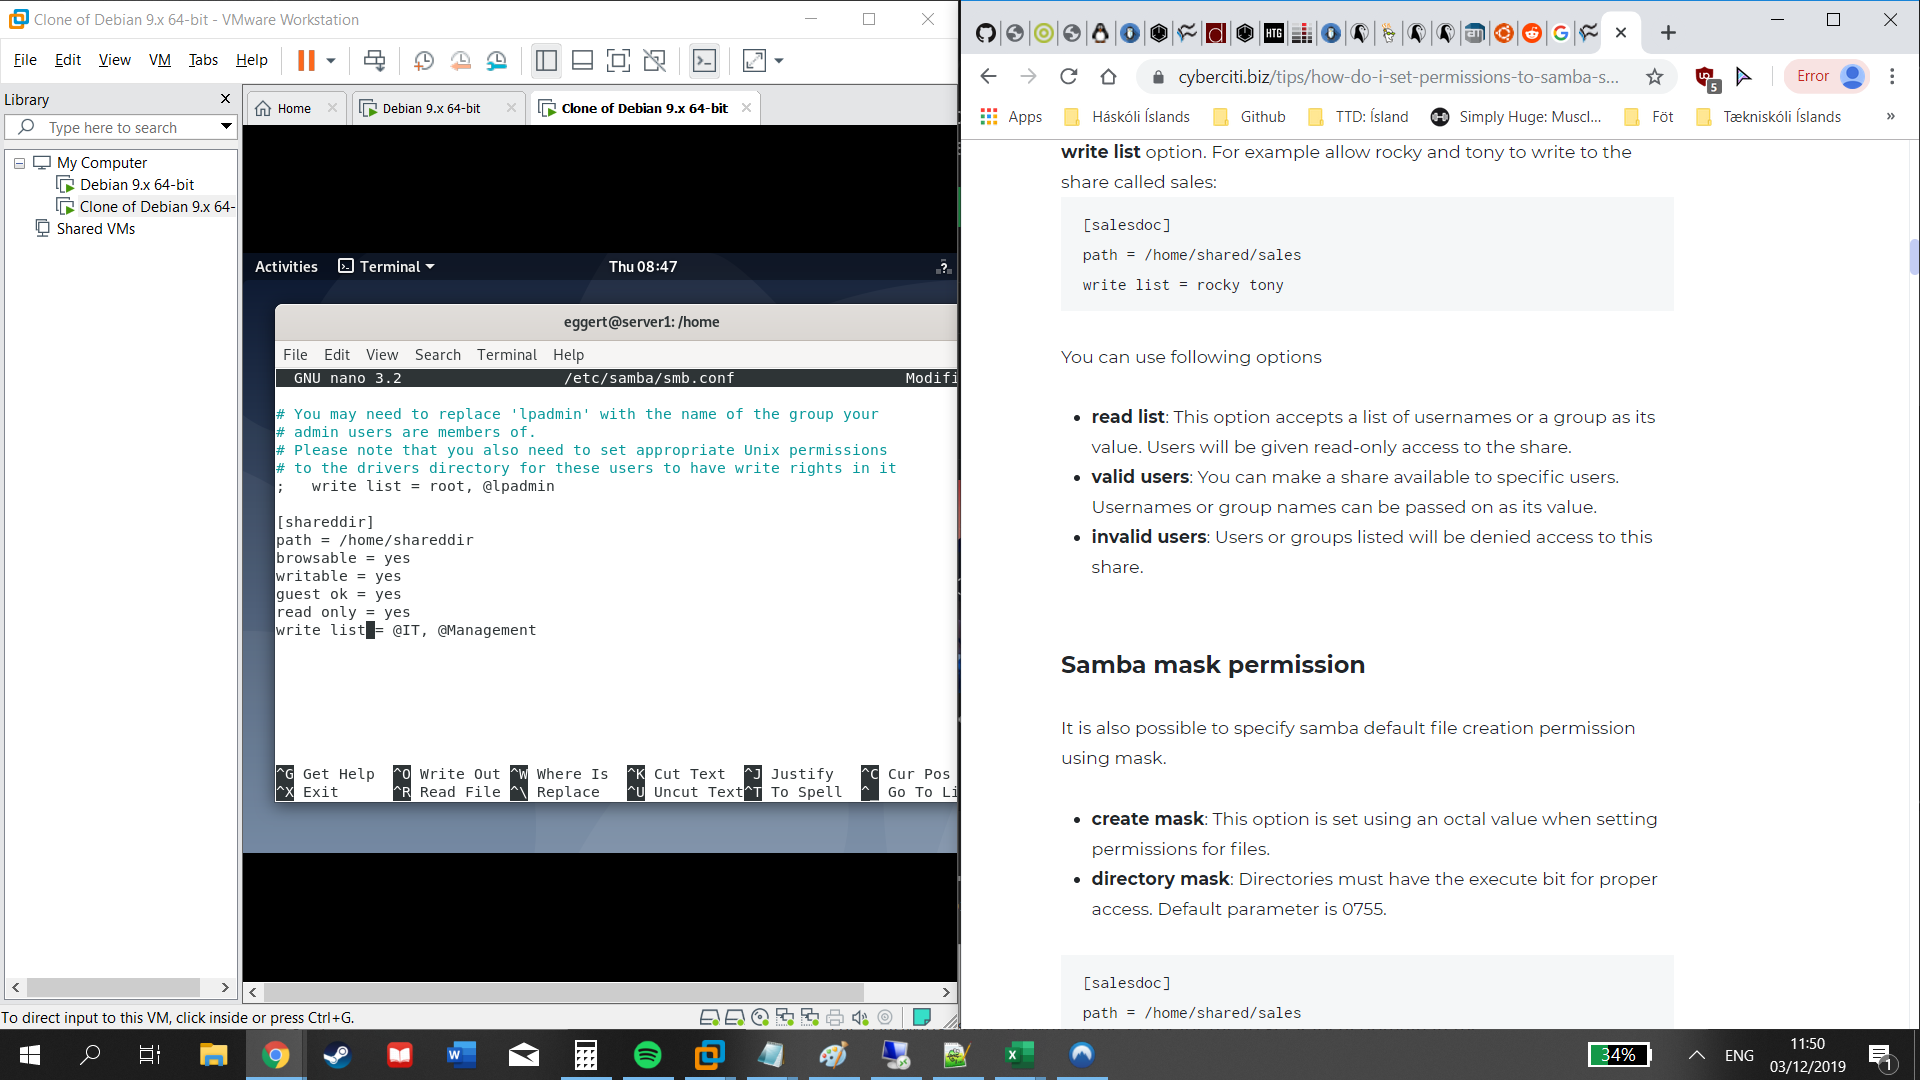 Clone of Debian 9.x 64-bit - VMware Workstation
File Edit View VM Tabs Help
Library
Type here to search
My Computer
Debian 9.x 64-bit
Clone of Debian 9.x 64-
Shared VMs
Home
Debian 9.x 64-bit
Clone of Debian 9.x 64-bit
Activities Terminal Thu 08:47
eggert@server1: /home
File Edit View Search Terminal Help
GNU nano 3.2 /etc/samba/smb.conf Modifi
# You may need to replace 'lpadmin' with the name of the group your
# admin users are members of.
# Please note that you also need to set appropriate Unix permissions
# to the drivers directory for these users to have write rights in it
; write list = root, @lpadmin
[shareddir]
path = /home/shareddir
browsable = yes
writable = yes
guest ok = yes
read only = yes
write list = @IT, @Management
^G Get Help ^O Write Out ^W Where Is ^K Cut Text ^J Justify ^C Cur Pos
^X Exit ^R Read File ^\ Replace ^U Uncut Text ^T To Spell ^_ Go To Li
To direct input to this VM, click inside or press Ctrl+G.
HTG
cyberciti.biz/tips/how-do-i-set-permissions-to-samba-s...
5
Error
Apps Háskóli Íslands Github TTD: Ísland Simply Huge: Muscl... Föt Tækniskóli Íslands »
write list option. For example allow rocky and tony to write to the
share called sales:
[salesdoc]
path = /home/shared/sales
write list = rocky tony
You can use following options
• read list: This option accepts a list of usernames or a group as its
value. Users will be given read-only access to the share.
• valid users: You can make a share available to specific users.
Usernames or group names can be passed on as its value.
• invalid users: Users or groups listed will be denied access to this
share.
Samba mask permission
It is also possible to specify samba default file creation permission
using mask.
• create mask: This option is set using an octal value when setting
permissions for files.
• directory mask: Directories must have the execute bit for proper
access. Default parameter is 0755.
[salesdoc]
path = /home/shared/sales
34%
ENG
11:50
03/12/2019
1